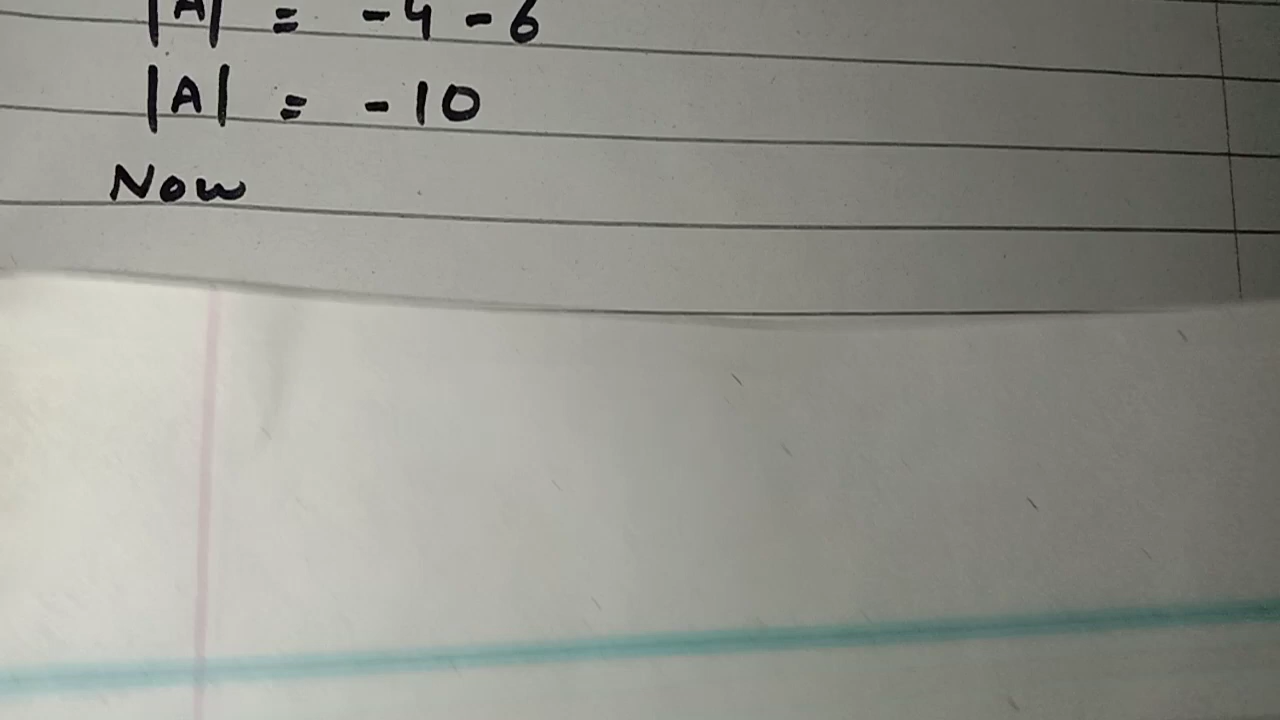 |A| = -4 - 6
|A| = -10
Now